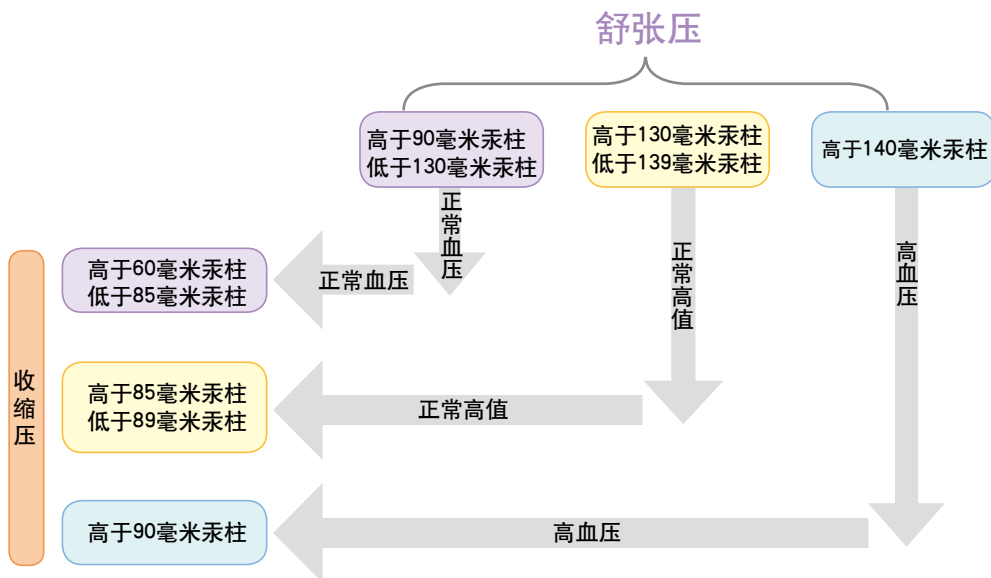 舒张压
高于90毫米汞柱
低于130毫米汞柱
高于130毫米汞柱
低于139毫米汞柱
高于140毫米汞柱
正常血压
正常高值
高血压
收缩压
高于60毫米汞柱
低于85毫米汞柱
正常血压
高于85毫米汞柱
低于89毫米汞柱
正常高值
高于90毫米汞柱
高血压